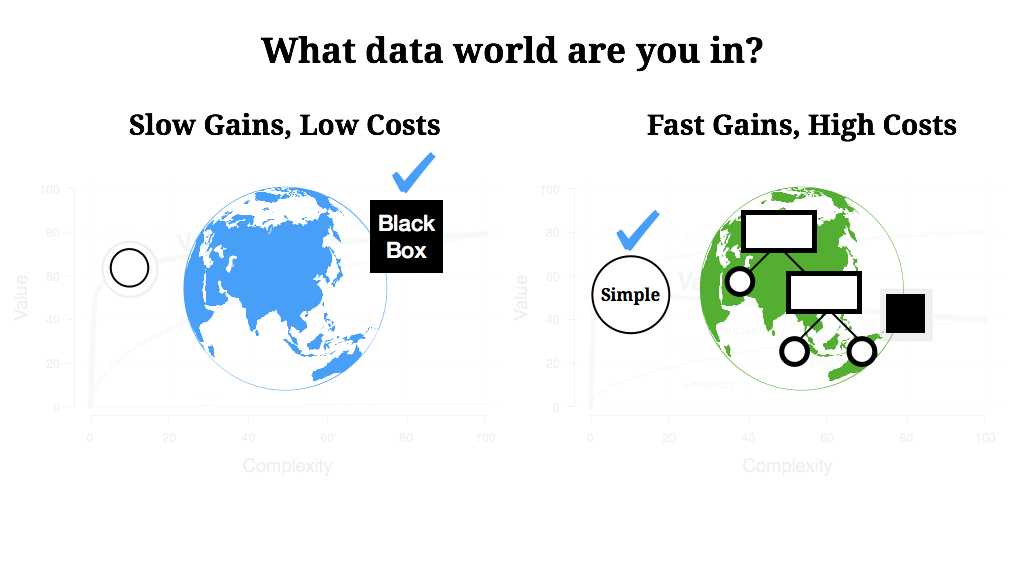 What data world are you in?
Slow Gains, Low Costs
Fast Gains, High Costs
100
80
60
40
20
0
Value
Black
Box
0
20
40
60
80
100
Complexity
100
80
60
40
20
0
Value
Simple
Efficiency
0
20
40
60
80
100
Complexity